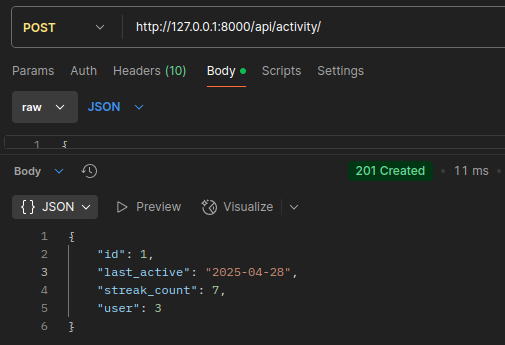 POST http://127.0.0.1:8000/api/activity/
Params Auth Headers (10) Body Scripts Settings
raw JSON
1 {
Body 201 Created • 11 ms •
{} JSON Preview Visualize
1 {
2 "id": 1,
3 "last_active": "2025-04-28",
4 "streak_count": 7,
5 "user": 3
6 }